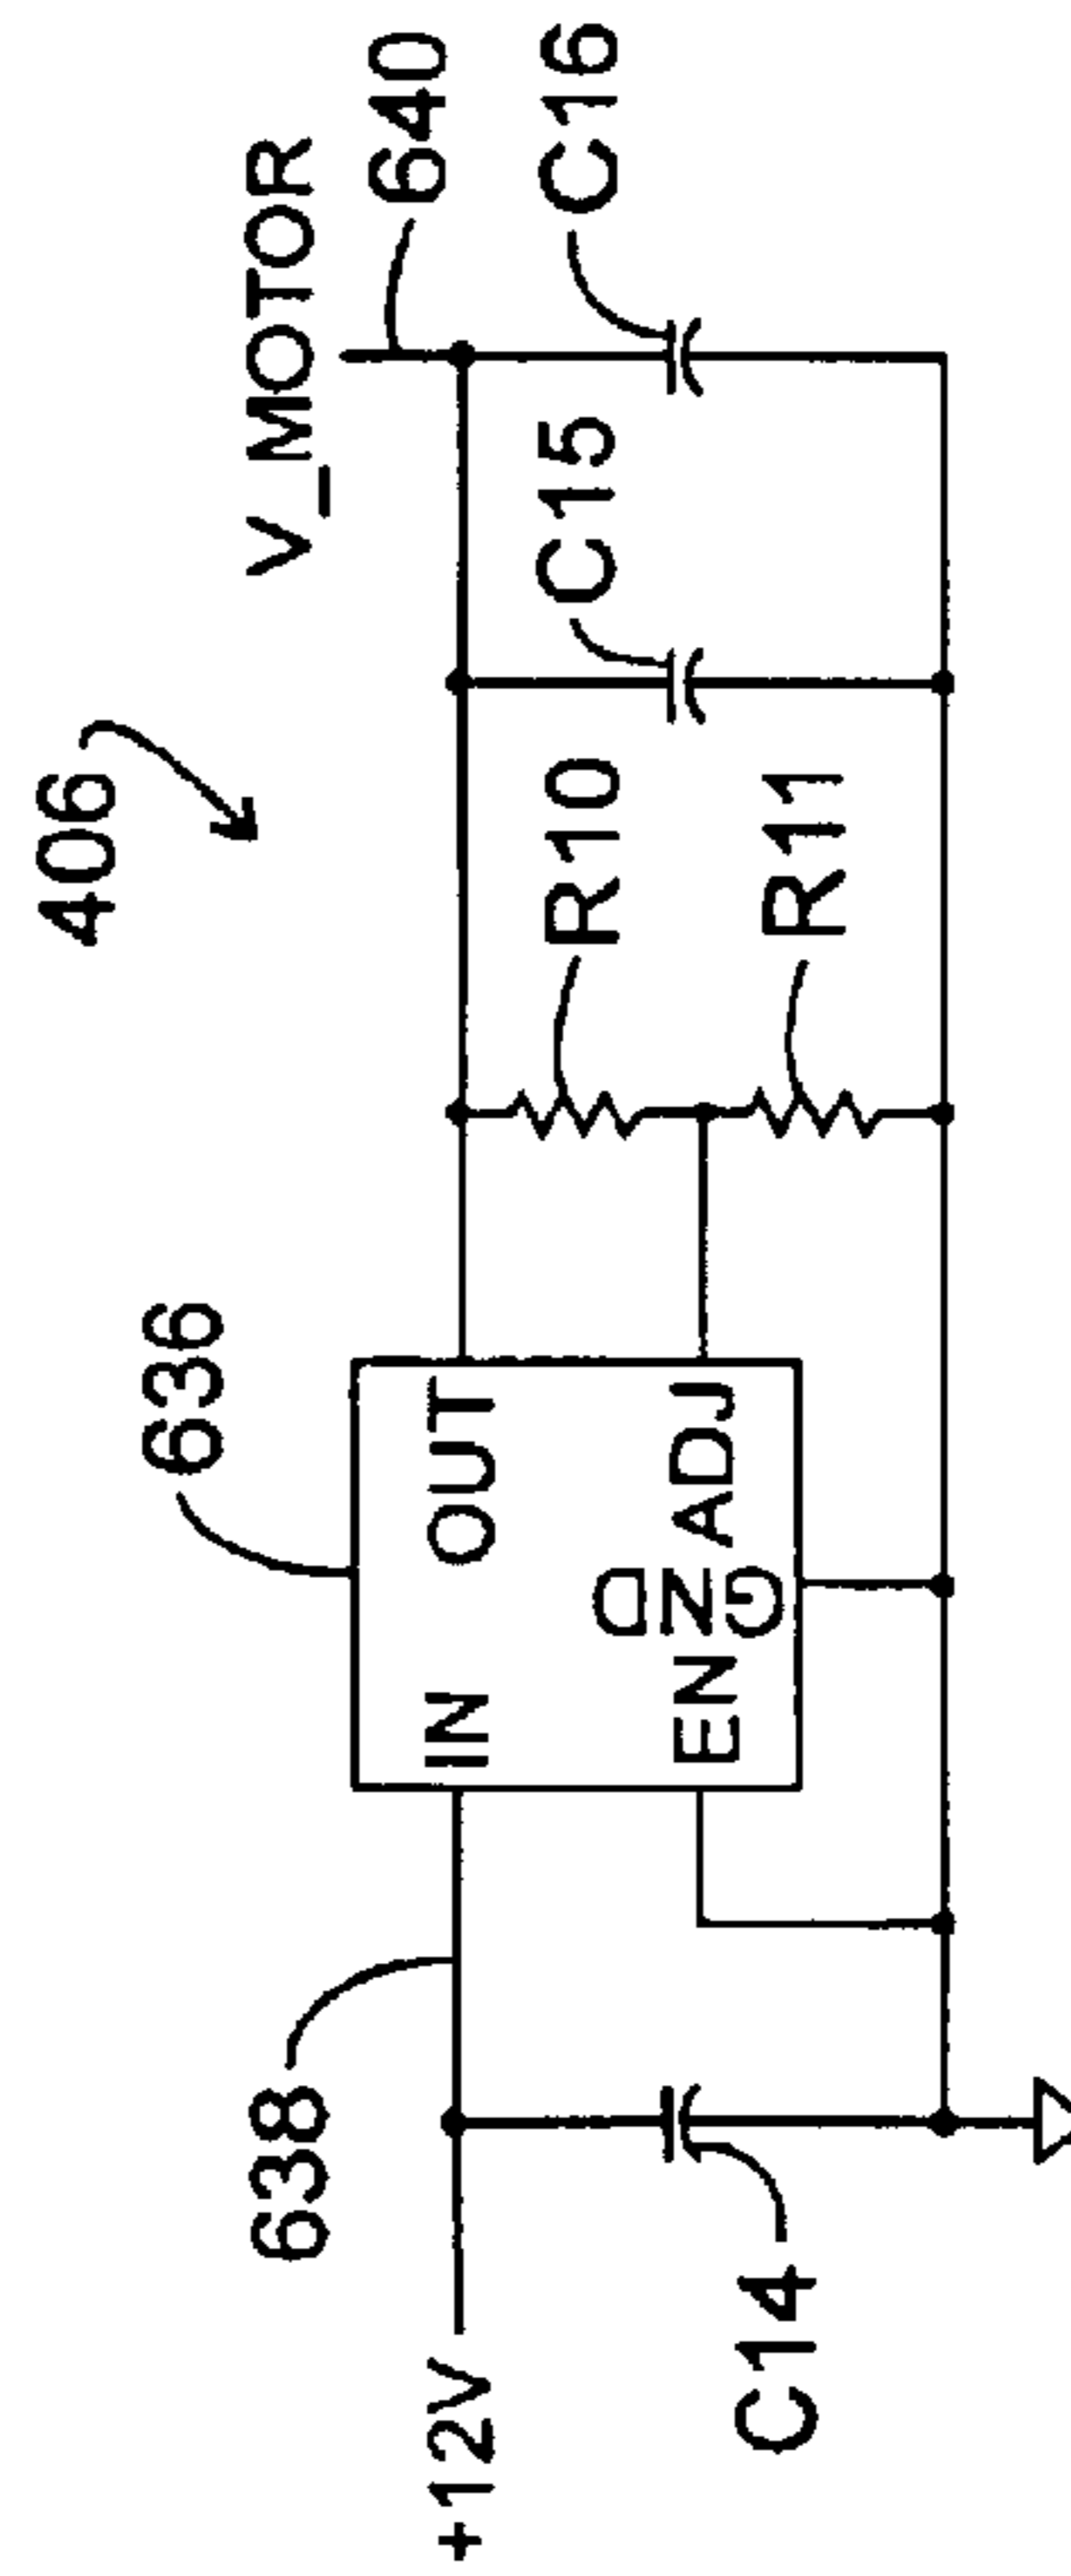 406
V_MOTOR
640
636
638
+12V
IN
OUT
EN
GND
ADJ
R10
R11
C15
C16
C14